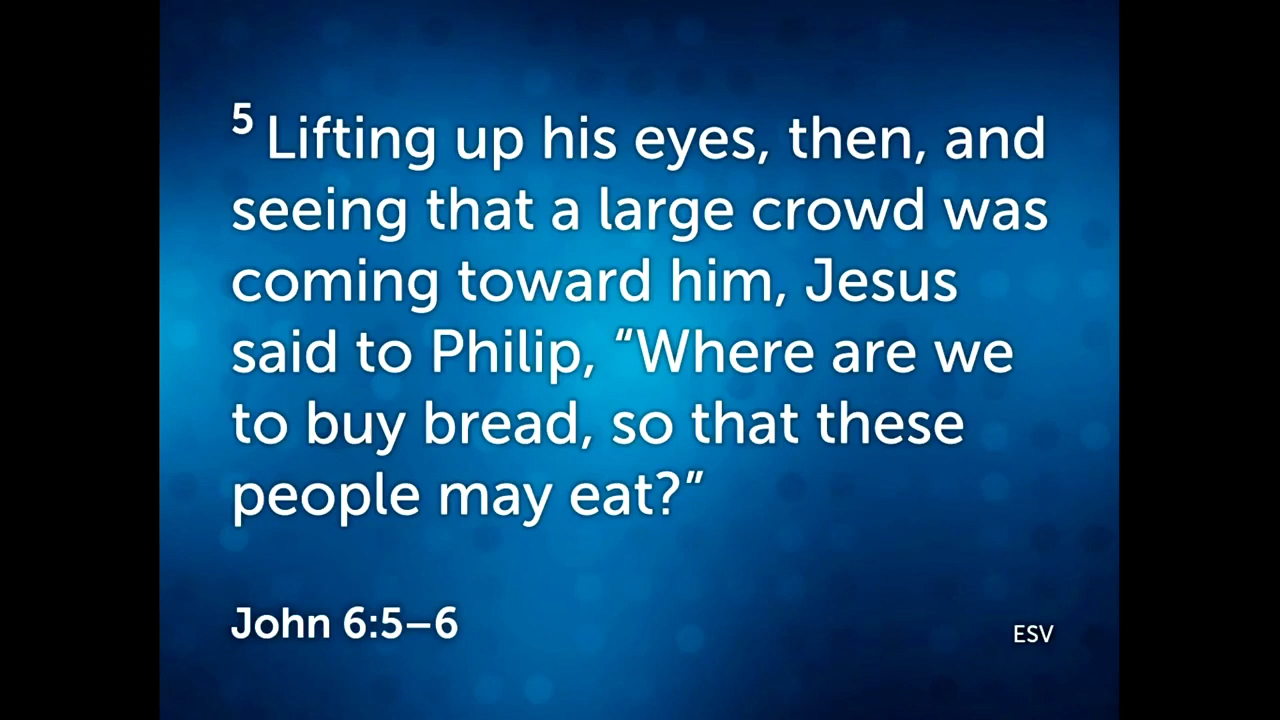 5 Lifting up his eyes, then, and
seeing that a large crowd was
coming toward him, Jesus
said to Philip, “Where are we
to buy bread, so that these
people may eat?”
John 6:5–6
ESV